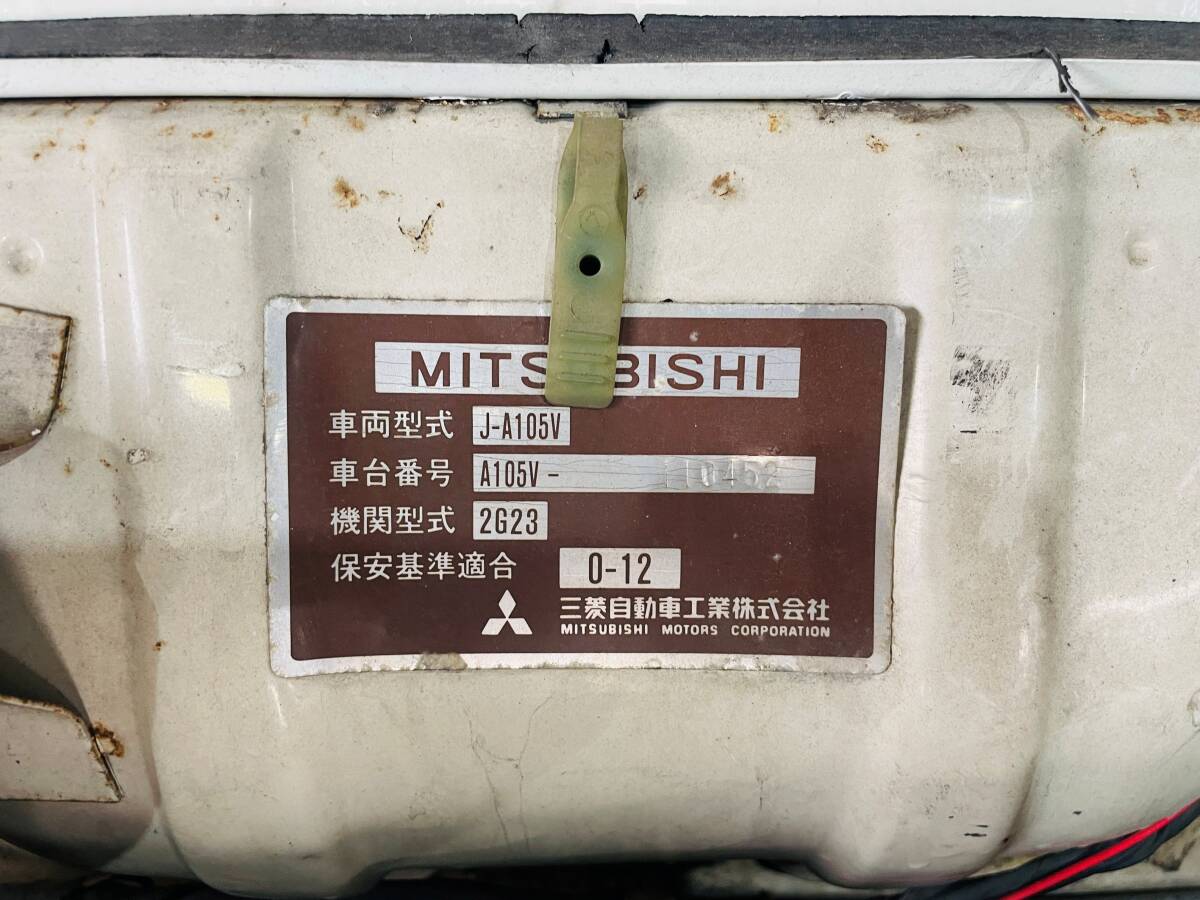 MITSUBISHI
車両型式 J-A105V
車台番号 A105V- 110452
機関型式 2G23
保安基準適合 0-12
三菱自動車工業株式会社
MITSUBISHI MOTORS CORPORATION